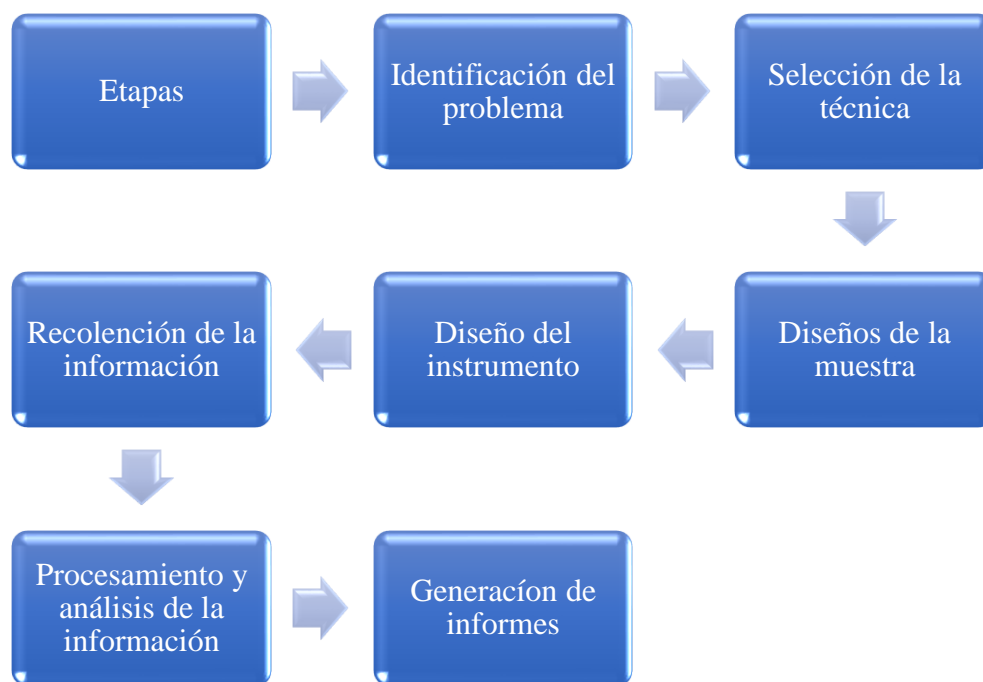 Etapas
Identificación del
problema
Selección de la
técnica
Diseños de la
muestra
Diseño del
instrumento
Recolención de la
información
Procesamiento y
análisis de la
información
Generacíon de
informes